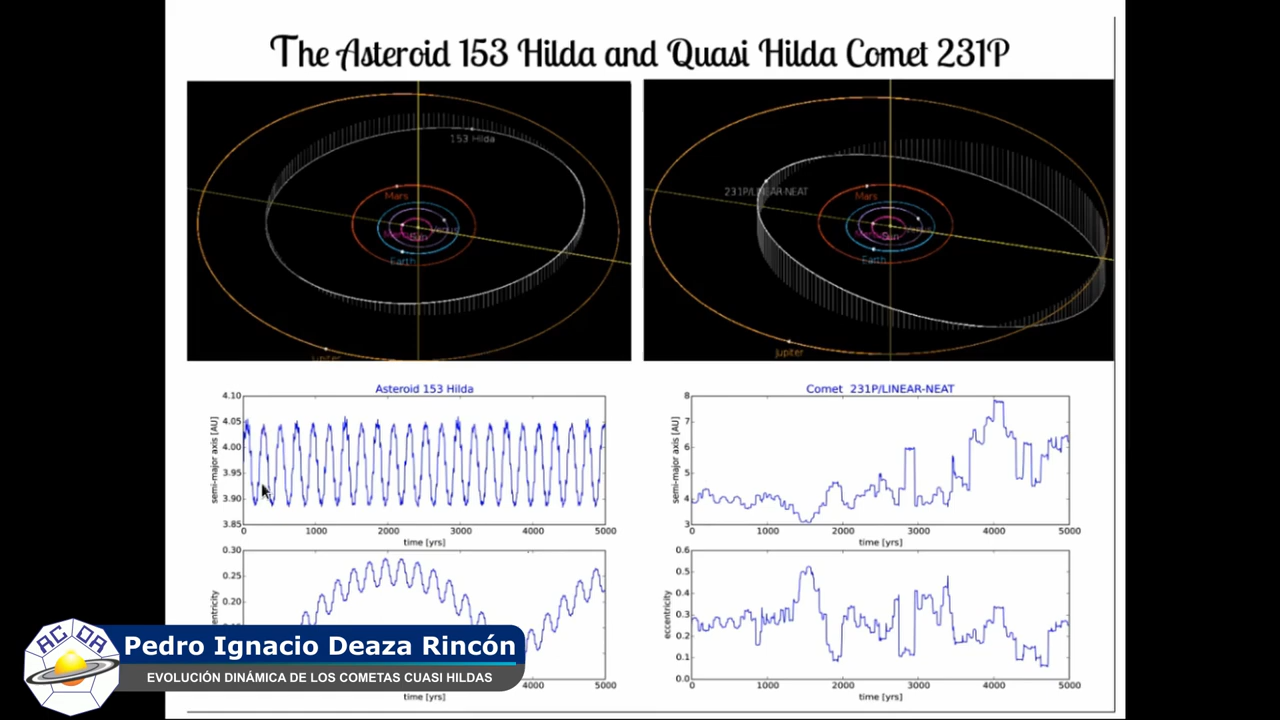 The Asteroid 153 Hilda and Quasi Hilda Comet 231P
153 Hilda
Mars
Venus
Sun
Earth
Jupiter
231P/LINEAR-NEAT
Mars
Sun
Earth
Jupiter
Asteroid 153 Hilda
semi-major axis [AU]
4.10
4.05
4.00
3.95
3.90
3.85
0 1000 2000 3000 4000 5000
time [yrs]
Comet 231P/LINEAR-NEAT
semi-major axis [AU]
8
7
6
5
4
3
0 1000 2000 3000 4000 5000
time [yrs]
0.30
0.25
0.20
4000 5000
time [yrs]
eccentricity
0.6
0.5
0.4
0.3
0.2
0.1
0.0
0 1000 2000 3000 4000 5000
time [yrs]
ACDA
Pedro Ignacio Deaza Rincón
EVOLUCIÓN DINÁMICA DE LOS COMETAS CUASI HILDAS